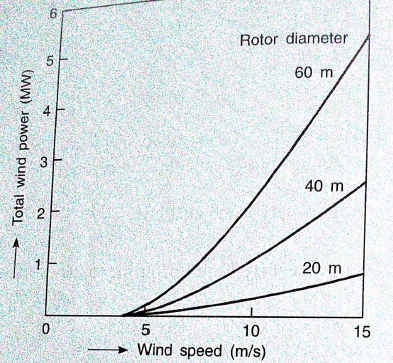 6
5
4
3
2
1
0
5
10
15
Total wind power (MW)
Rotor diameter
60 m
40 m
20 m
Wind speed (m/s)